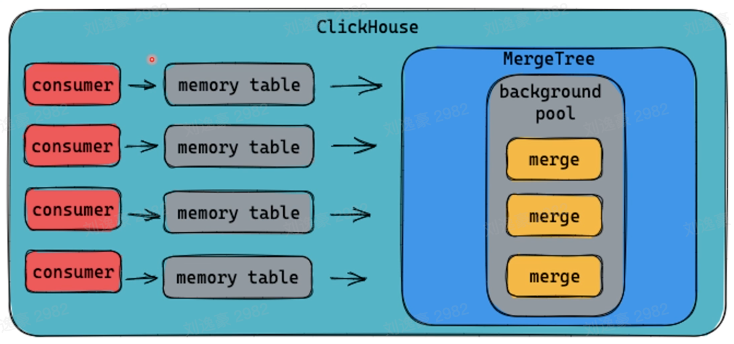 ClickHouse
consumer
memory table
consumer
memory table
consumer
memory table
consumer
memory table
MergeTree
background
pool
merge
merge
merge